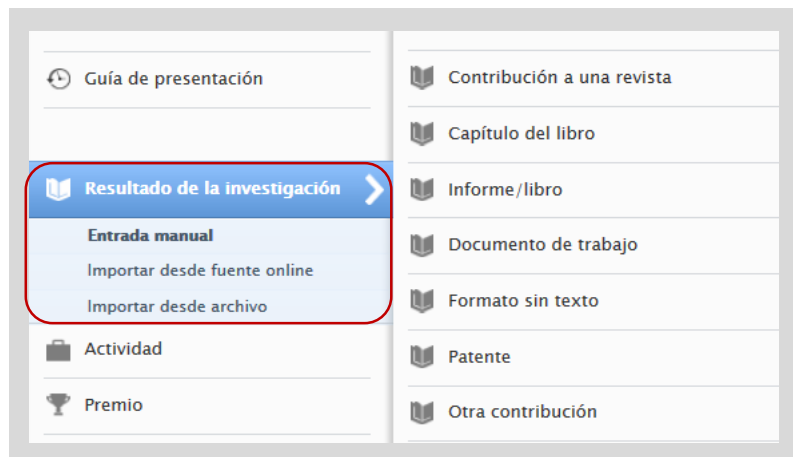 Guía de presentación
Resultado de la investigación
Entrada manual
Importar desde fuente online
Importar desde archivo
Actividad
Premio
Contribución a una revista
Capítulo del libro
Informe/libro
Documento de trabajo
Formato sin texto
Patente
Otra contribución